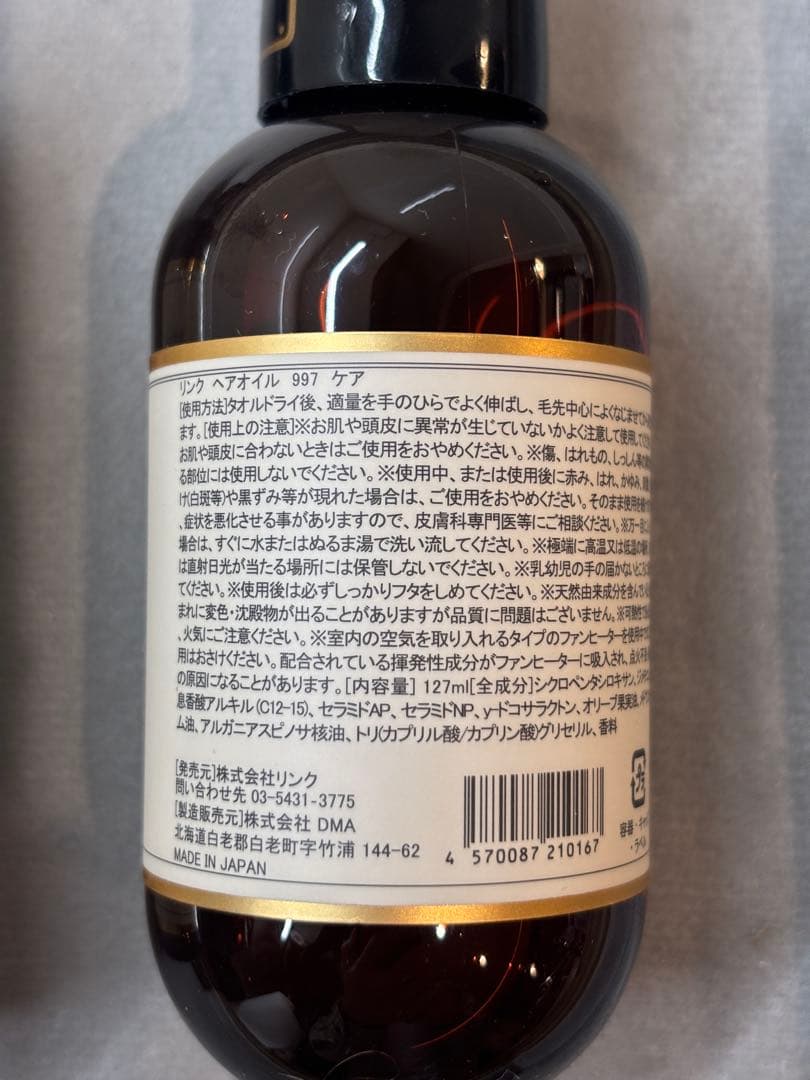 リンク ヘアオイル 997 ケア
[使用方法]タオルドライ後、適量を手のひらでよく伸ばし、毛先中心によくなじませて
ます。[使用上の注意]※お肌や頭皮に異常が生じていないかよく注意して使用して
お肌や頭皮に合わないときはご使用をおやめください。※傷、はれもの、しっしん等
る部位には使用しないでください。※使用中、または使用後に赤み、はれ、かゆみ、
け(白斑等)や黒ずみ等が現れた場合は、ご使用をおやめください。そのまま使用を
、症状を悪化させる事がありますので、皮膚科専門医等にご相談ください。※万一
場合は、すぐに水またはぬるま湯で洗い流してください。※極端に高温又は低温の
は直射日光が当たる場所には保管しないでください。※乳幼児の手の届かない
てください。※使用後は必ずしっかりフタをしめてください。※天然由来成分を含んで
まれに変色・沈殿物が出ることがありますが品質に問題はございません。※可燃性
、火気にご注意ください。※室内の空気を取り入れるタイプのファンヒーターを使用中
用はおさけください。配合されている揮発性成分がファンヒーターに吸入され、点火不
の原因になることがあります。[内容量] 127ml[全成分]シクロペンタシロキサン、
息香酸アルキル(C12-15)、セラミドAP、セラミドNP、γ-ドコサラクトン、オリーブ果実油、
ム油、アルガニアスピノサ核油、トリ(カプリル酸/カプリン酸)グリセリル、香料
[発売元]株式会社リンク
問い合わせ先 03-5431-3775
[製造販売元]株式会社 DMA
北海道白老郡白老町字竹浦 144-62
MADE IN JAPAN
4 570087 210167
プラ
容器・キャ
・ラベル